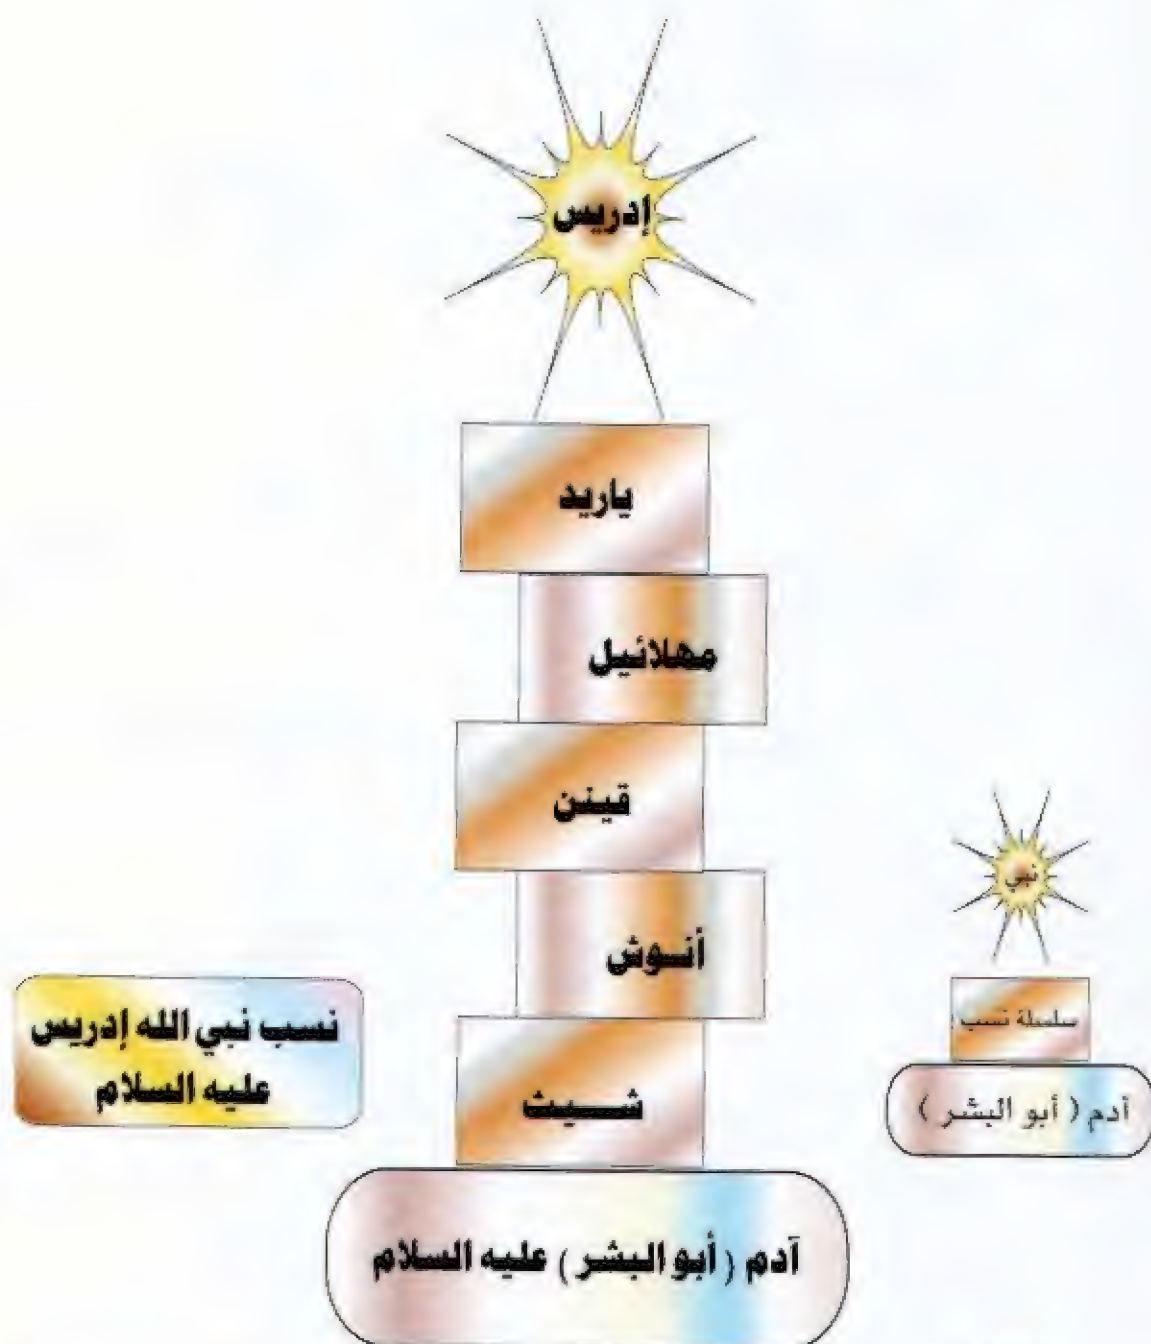 إدريس
ياريد
مهلائيل
قينن
أنوش
شيث
آدم ( أبو البشر ) عليه السلام
نسب نبي الله إدريس
عليه السلام
نبي
سلسلة نسب
آدم ( أبو البشر )